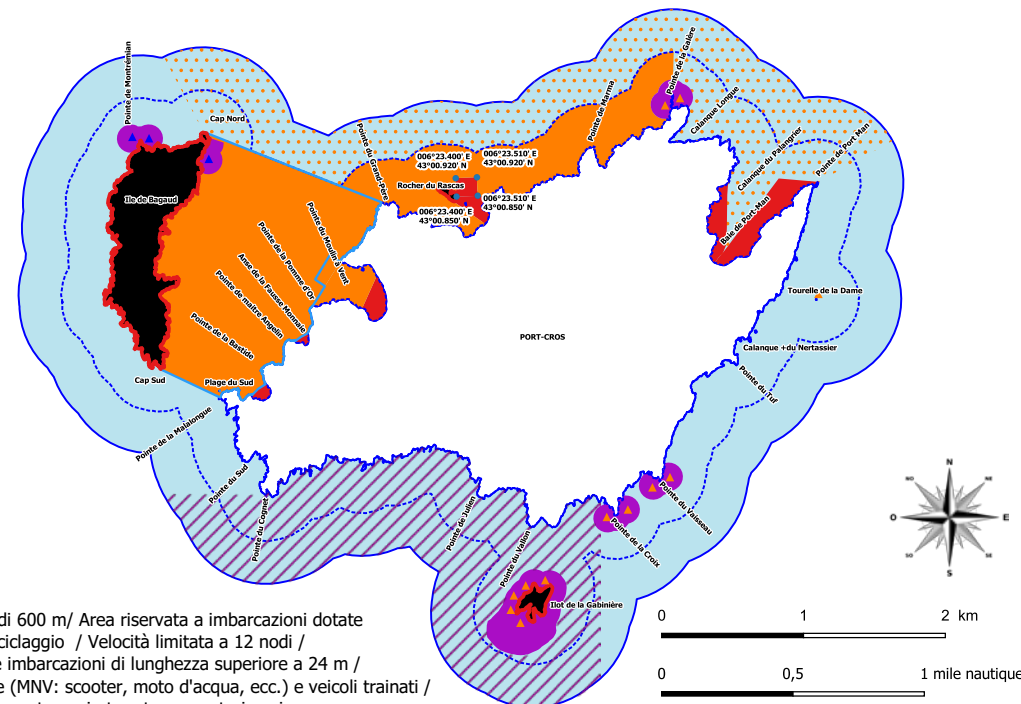 Pointe de Montrémian
Cap Nord
Pointe de la Galère
Calanque Longue
Pointe de Marma
Calanque du Palangrier
Pointe de Port Man
Pointe du Grand-Père
006°23.400' E
43°00.920' N
006°23.510' E
43°00.920' N
Rocher du Rascas
006°23.400' E
43°00.850' N
006°23.510' E
43°00.850' N
Ile de Bagaud
Baie de Port-Man
Pointe du Moulin à Vent
Pointe de la Pomme d'Or
Anse de la Fausse Monnaie
Pointe de maître Angelin
Pointe de la Bastide
Tourelle de la Dame
PORT-CROS
Calanque +du Nertassier
Cap Sud
Plage du Sud
Pointe du Tuf
Pointe de la Malalongue
Pointe du Sud
Pointe du Cognet
Pointe de Julien
Pointe du Vallon
Pointe du Vaisseau
Pointe de la Croix
Ilot de la Gabinière
N
NO
NE
O
E
SO
SE
S
0
1
2 km
0
0,5
1 mile nautique
di 600 m/ Area riservata a imbarcazioni dotate
ciclaggio / Velocità limitata a 12 nodi /
e imbarcazioni di lunghezza superiore a 24 m /
e (MNV: scooter, moto d'acqua, ecc.) e veicoli trainati /